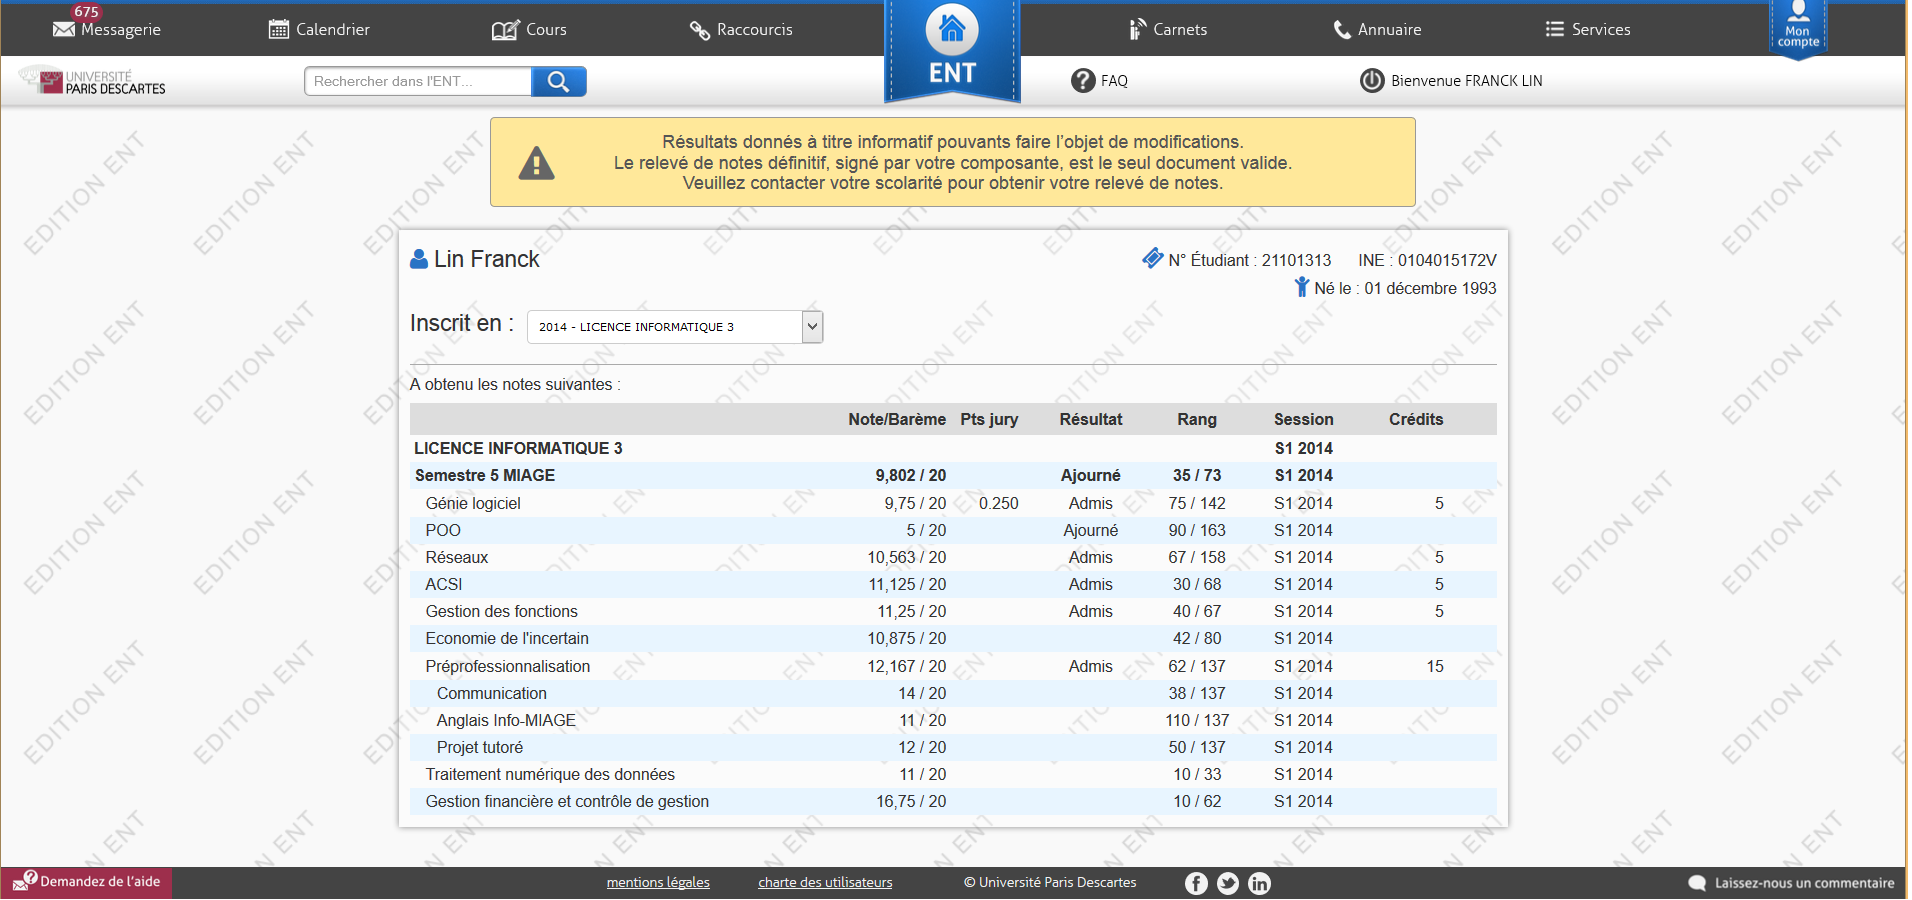 675
Messagerie
Calendrier
Cours
Raccourcis
ENT
Carnets
Annuaire
Services
Mon
compte
UNIVERSITÉ
PARIS DESCARTES
Rechercher dans l'ENT...
FAQ
Bienvenue FRANCK LIN
Résultats donnés à titre informatif pouvants faire l'objet de modifications.
Le relevé de notes définitif, signé par votre composante, est le seul document valide.
Veuillez contacter votre scolarité pour obtenir votre relevé de notes.
EDITION ENT
Lin Franck
N° Étudiant : 21101313 INE : 0104015172V
Né le : 01 décembre 1993
Inscrit en : 2014 - LICENCE INFORMATIQUE 3
A obtenu les notes suivantes :
Note/Barème Pts jury Résultat Rang Session Crédits
LICENCE INFORMATIQUE 3 S1 2014
Semestre 5 MIAGE 9,802 / 20 Ajourné 35 / 73 S1 2014
Génie logiciel 9,75 / 20 0.250 Admis 75 / 142 S1 2014 5
POO 5 / 20 Ajourné 90 / 163 S1 2014
Réseaux 10,563 / 20 Admis 67 / 158 S1 2014 5
ACSI 11,125 / 20 Admis 30 / 68 S1 2014 5
Gestion des fonctions 11,25 / 20 Admis 40 / 67 S1 2014 5
Economie de l'incertain 10,875 / 20 42 / 80 S1 2014
Préprofessionnalisation 12,167 / 20 Admis 62 / 137 S1 2014 15
Communication 14 / 20 38 / 137 S1 2014
Anglais Info-MIAGE 11 / 20 110 / 137 S1 2014
Projet tutoré 12 / 20 50 / 137 S1 2014
Traitement numérique des données 11 / 20 10 / 33 S1 2014
Gestion financière et contrôle de gestion 16,75 / 20 10 / 62 S1 2014
Demandez de l'aide
mentions légales
charte des utilisateurs
© Université Paris Descartes
Laissez-nous un commentaire